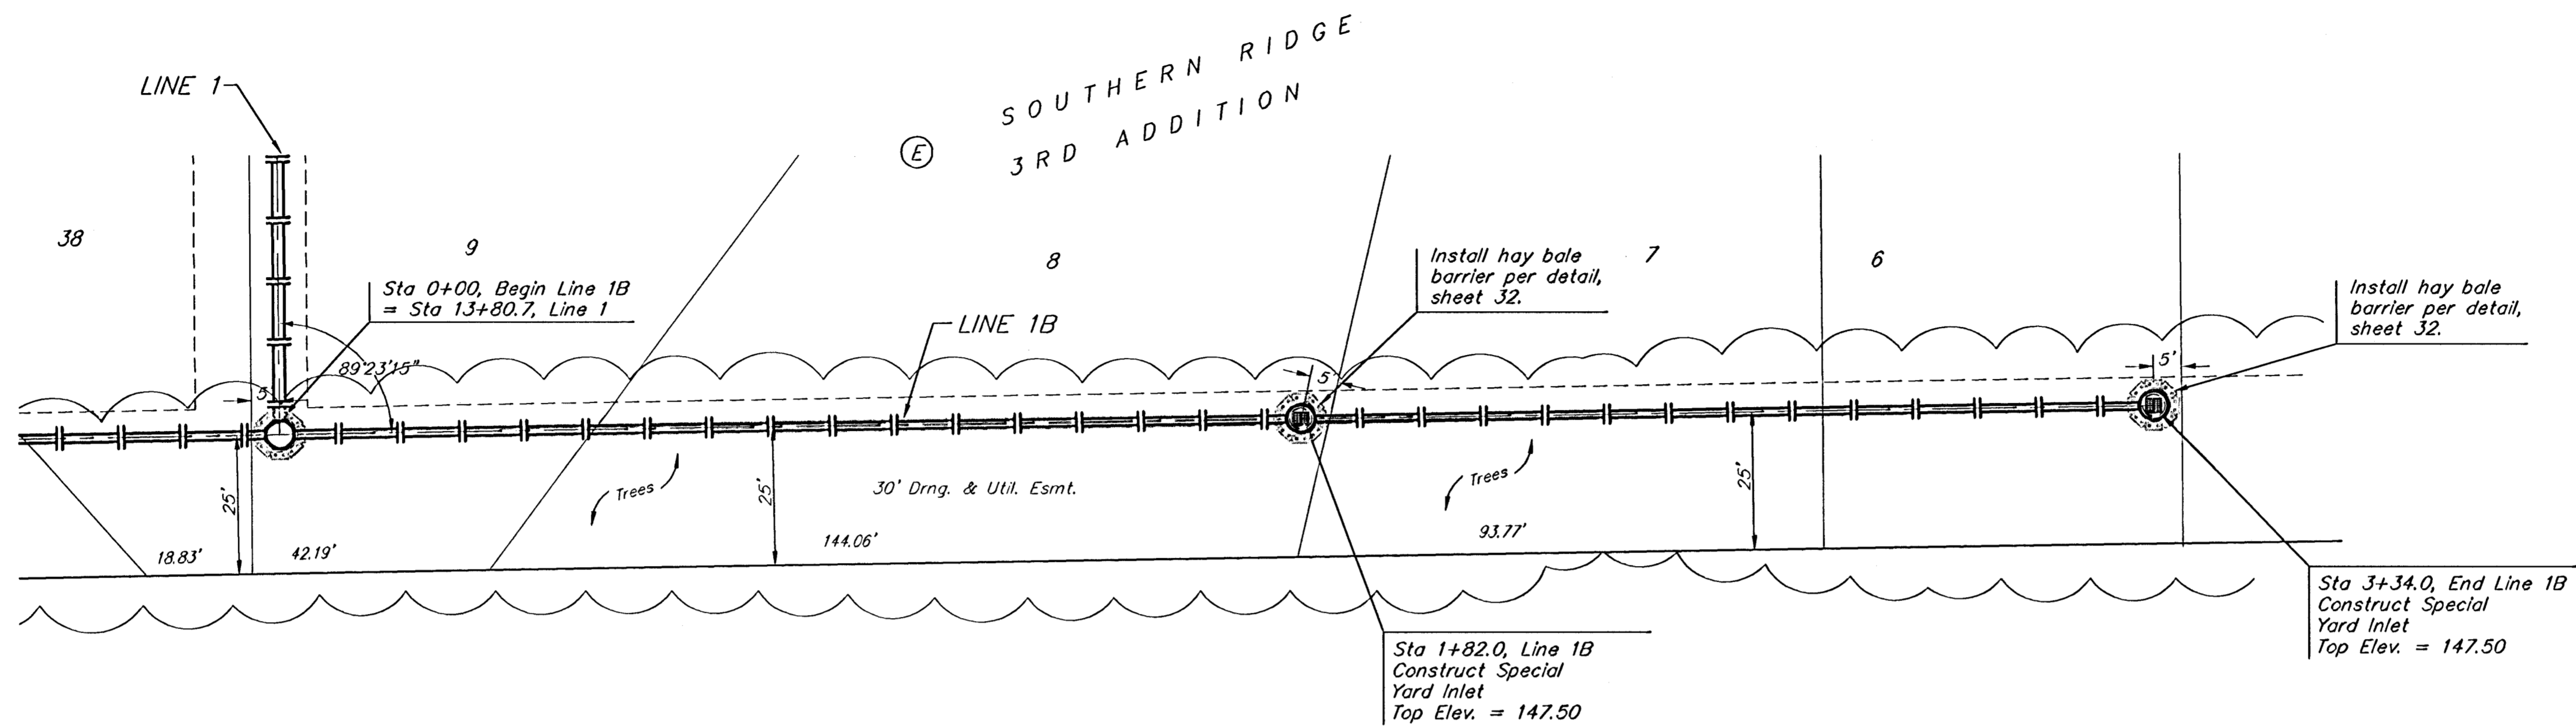 SOUTHERN RIDGE
3RD ADDITION
E
LINE 1
38
9
8
7
6
Sta 0+00, Begin Line 1B
= Sta 13+80.7, Line 1
89°23'15"
5'
LINE 1B
Install hay bale
barrier per detail,
sheet 32.
5'
Install hay bale
barrier per detail,
sheet 32.
5'
25'
Trees
25'
30' Drng. & Util. Esmt.
Trees
25'
18.83'
42.19'
144.06'
93.77'
Sta 1+82.0, Line 1B
Construct Special
Yard Inlet
Top Elev. = 147.50
Sta 3+34.0, End Line 1B
Construct Special
Yard Inlet
Top Elev. = 147.50